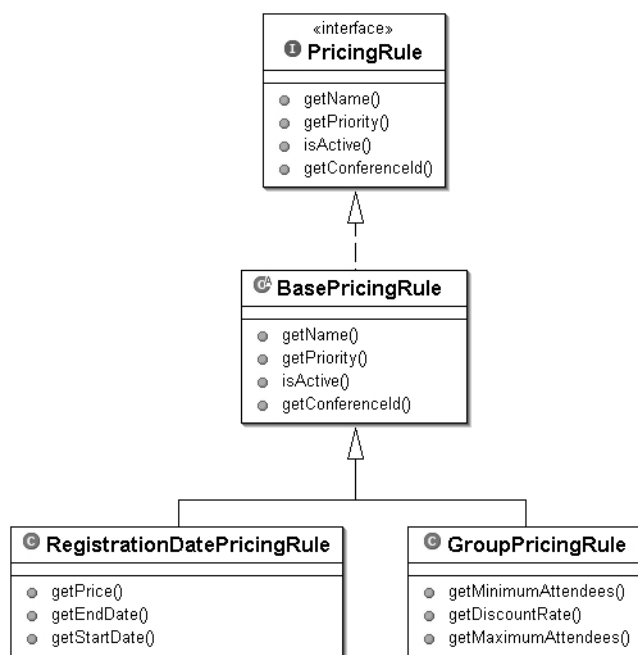 «interface»
I PricingRule
getName()
getPriority()
isActive()
getConferenceId()
C A BasePricingRule
getName()
getPriority()
isActive()
getConferenceId()
C RegistrationDatePricingRule
getPrice()
getEndDate()
getStartDate()
C GroupPricingRule
getMinimumAttendees()
getDiscountRate()
getMaximumAttendees()